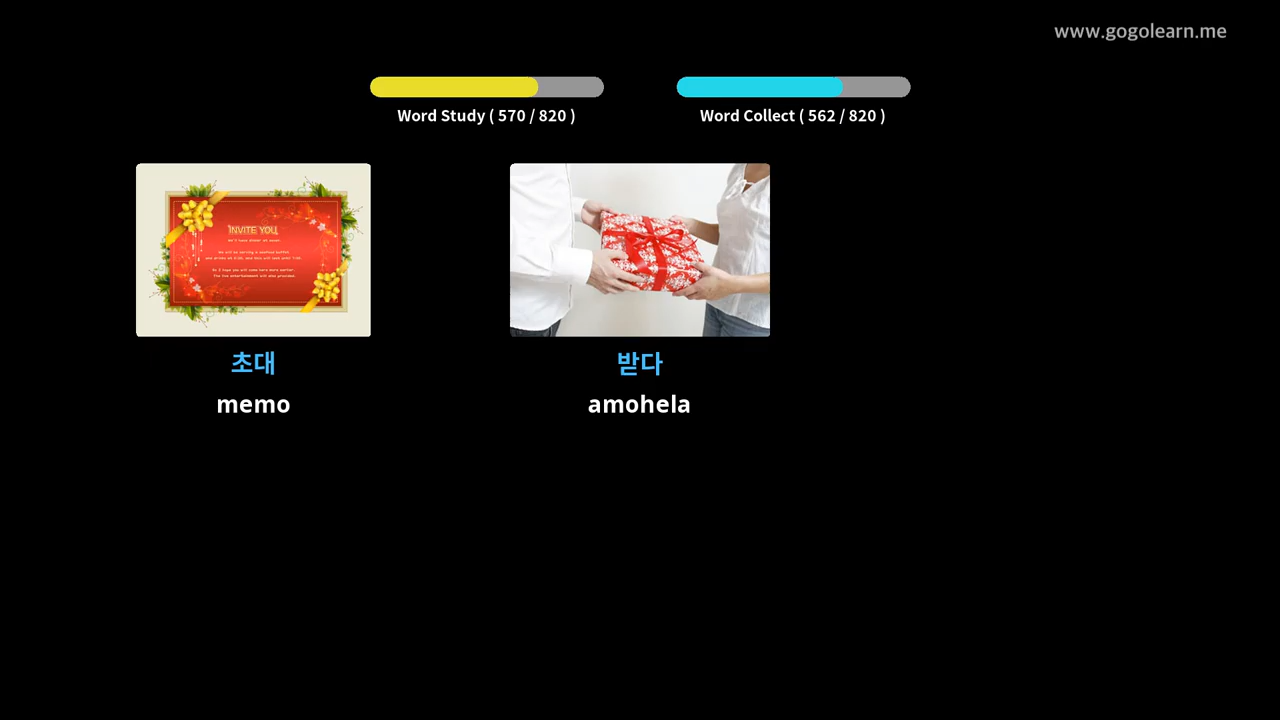 www.gogolearn.me
Word Study ( 570 / 820 )
Word Collect ( 562 / 820 )
INVITE YOU
초대
memo
받다
amohela